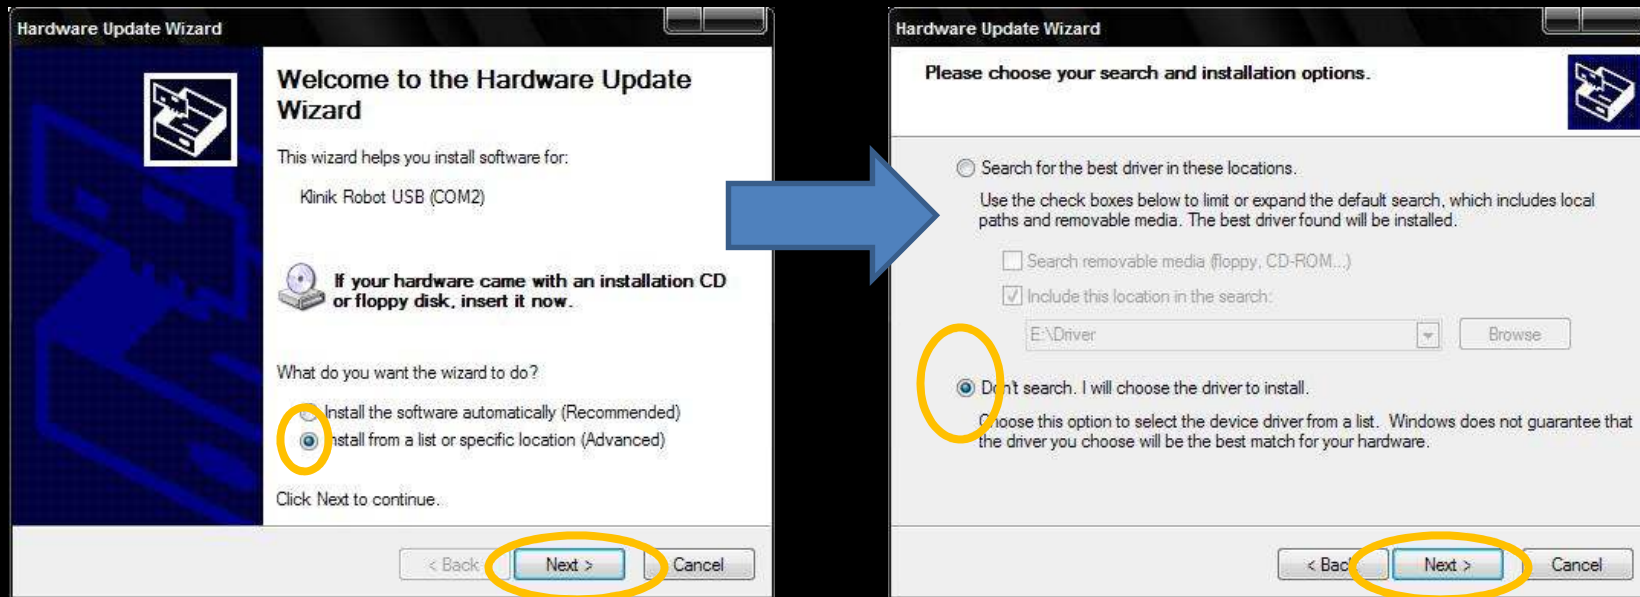 Hardware Update Wizard
Welcome to the Hardware Update
Wizard
This wizard helps you install software for:
Klinik Robot USB (COM2)
If your hardware came with an installation CD
or floppy disk, insert it now.
What do you want the wizard to do?
Install the software automatically (Recommended)
Install from a list or specific location (Advanced)
Click Next to continue.
< Back
Next >
Cancel
Hardware Update Wizard
Please choose your search and installation options.
Search for the best driver in these locations.
Use the check boxes below to limit or expand the default search, which includes local
paths and removable media. The best driver found will be installed.
Search removable media (floppy, CD-ROM...)
Include this location in the search:
E:\Driver
Browse
Don't search. I will choose the driver to install.
Choose this option to select the device driver from a list. Windows does not guarantee that
the driver you choose will be the best match for your hardware.
< Back
Next >
Cancel